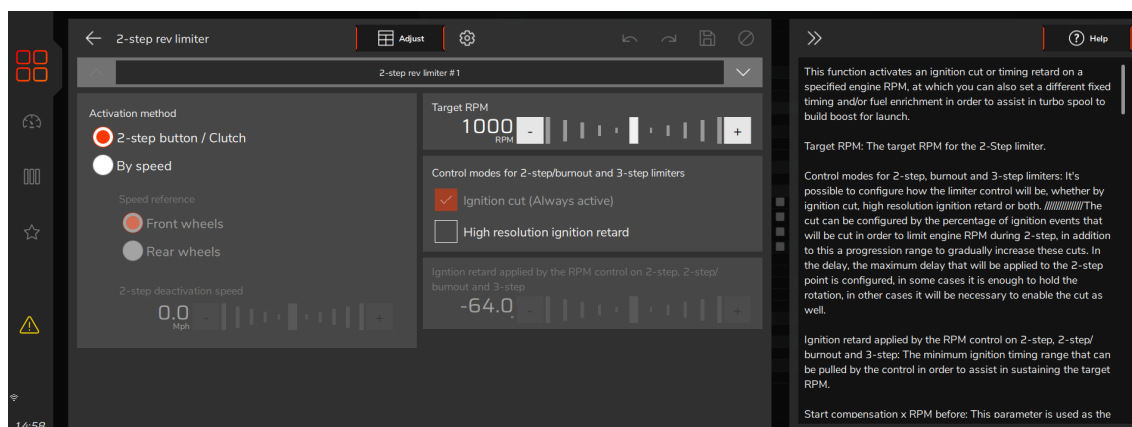 2-step rev limiter
Adjust
2-step rev limiter #1
Activation method
2-step button / Clutch
By speed
Speed reference
Front wheels
Rear wheels
2-step deactivation speed
0.0
Mph
-
+
Target RPM
1000
RPM
-
+
Control modes for 2-step/burnout and 3-step limiters
Ignition cut (Always active)
High resolution ignition retard
Igntion retard applied by the RPM control on 2-step, 2-step/
burnout and 3-step
-64.0
-
+
Help
This function activates an ignition cut or timing retard on a
specified engine RPM, at which you can also set a different fixed
timing and/or fuel enrichment in order to assist in turbo spool to
build boost for launch.
Target RPM: The target RPM for the 2-Step limiter.
Control modes for 2-step, burnout and 3-step limiters: It's
possible to configure how the limiter control will be, whether by
ignition cut, high resolution ignition retard or both. ///////////////The
cut can be configured by the percentage of ignition events that
will be cut in order to limit engine RPM during 2-step, in addition
to this a progression range to gradually increase these cuts. In
the delay, the maximum delay that will be applied to the 2-step
point is configured, in some cases it is enough to hold the
rotation, in other cases it will be necessary to enable the cut as
well.
Ignition retard applied by the RPM control on 2-step, 2-step/
burnout and 3-step: The minimum ignition timing range that can
be pulled by the control in order to assist in sustaining the target
RPM.
Start compensation x RPM before: This parameter is used as the
14:58